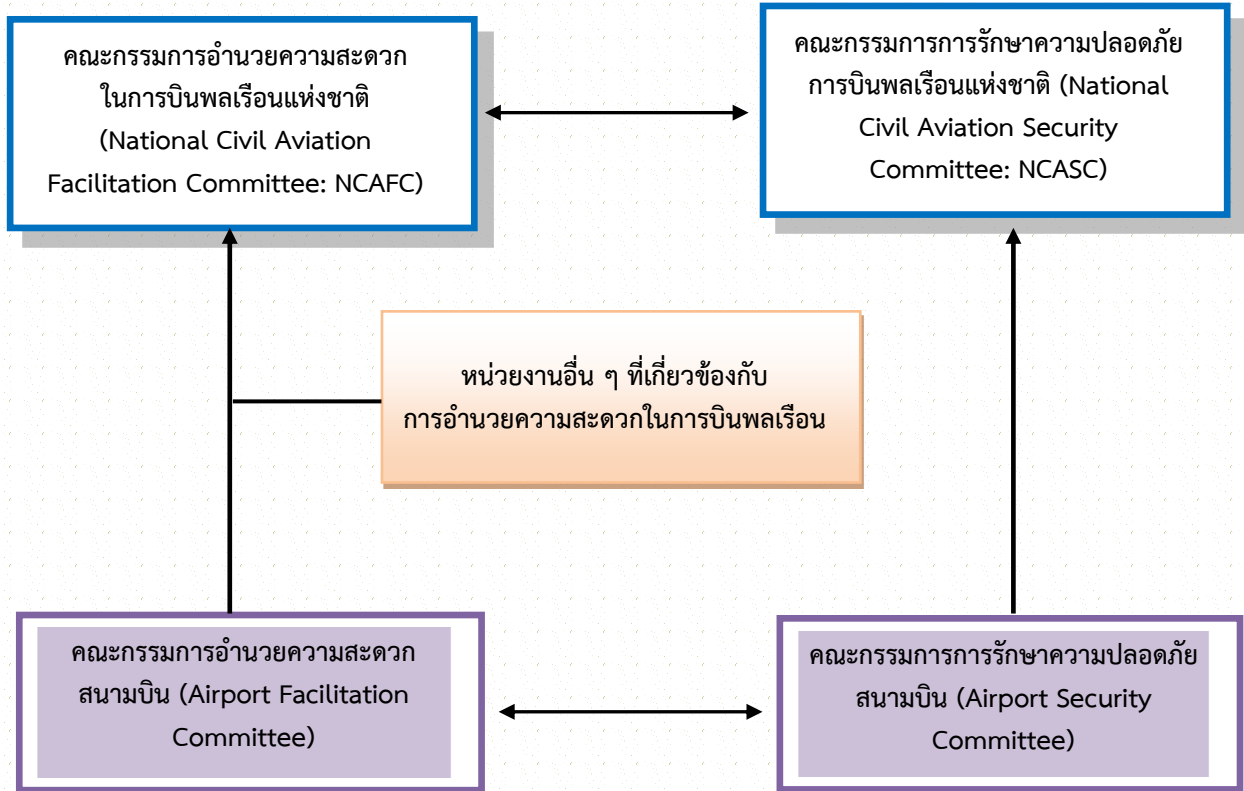 คณะกรรมการอำนวยความสะดวก
ในการบินพลเรือนแห่งชาติ
(National Civil Aviation
Facilitation Committee: NCAFC)
คณะกรรมการการรักษาความปลอดภัย
การบินพลเรือนแห่งชาติ (National
Civil Aviation Security
Committee: NCASC)
หน่วยงานอื่น ๆ ที่เกี่ยวข้องกับ
การอำนวยความสะดวกในการบินพลเรือน
คณะกรรมการอำนวยความสะดวก
สนามบิน (Airport Facilitation
Committee)
คณะกรรมการการรักษาความปลอดภัย
สนามบิน (Airport Security
Committee)